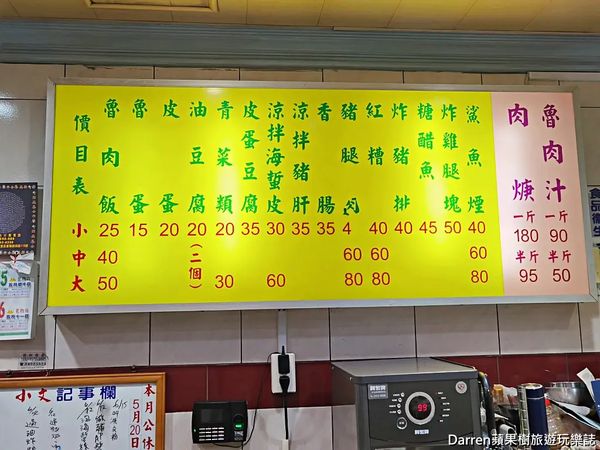 價目表
魯肉飯
魯蛋
皮蛋
油豆腐
青菜類
皮蛋豆腐
涼拌海蜇皮
涼拌豬肝
香腸
豬腿肉
紅糟肉
炸豬排
糖醋魚
炸雞腿塊
鯊魚煙
小 25 15 20 20 20 35 30 35 35 4 40 40 45 50 40
中 40 60 60 60
大 50 (二個) 30 60 80 80 80
肉焿 一斤 180 半斤 95
魯肉汁 一斤 90 半斤 50
小文記事欄
本月公休
5月20日
99
Darren蘋果樹旅遊玩樂誌